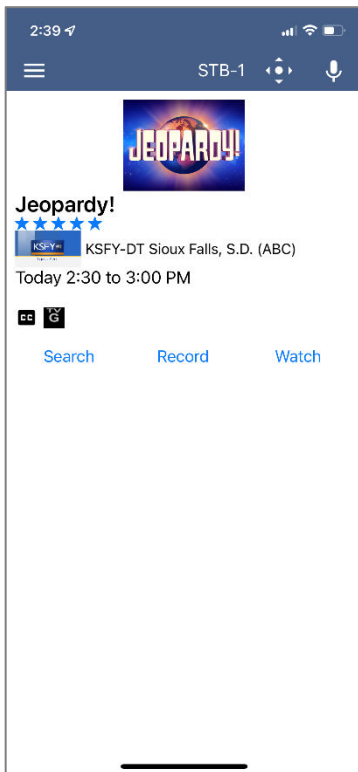 2:39
STB-1
JEOPARDY!
Jeopardy!
KSFY
KSFY-DT Sioux Falls, S.D. (ABC)
Today 2:30 to 3:00 PM
CC
TV
G
Search
Record
Watch